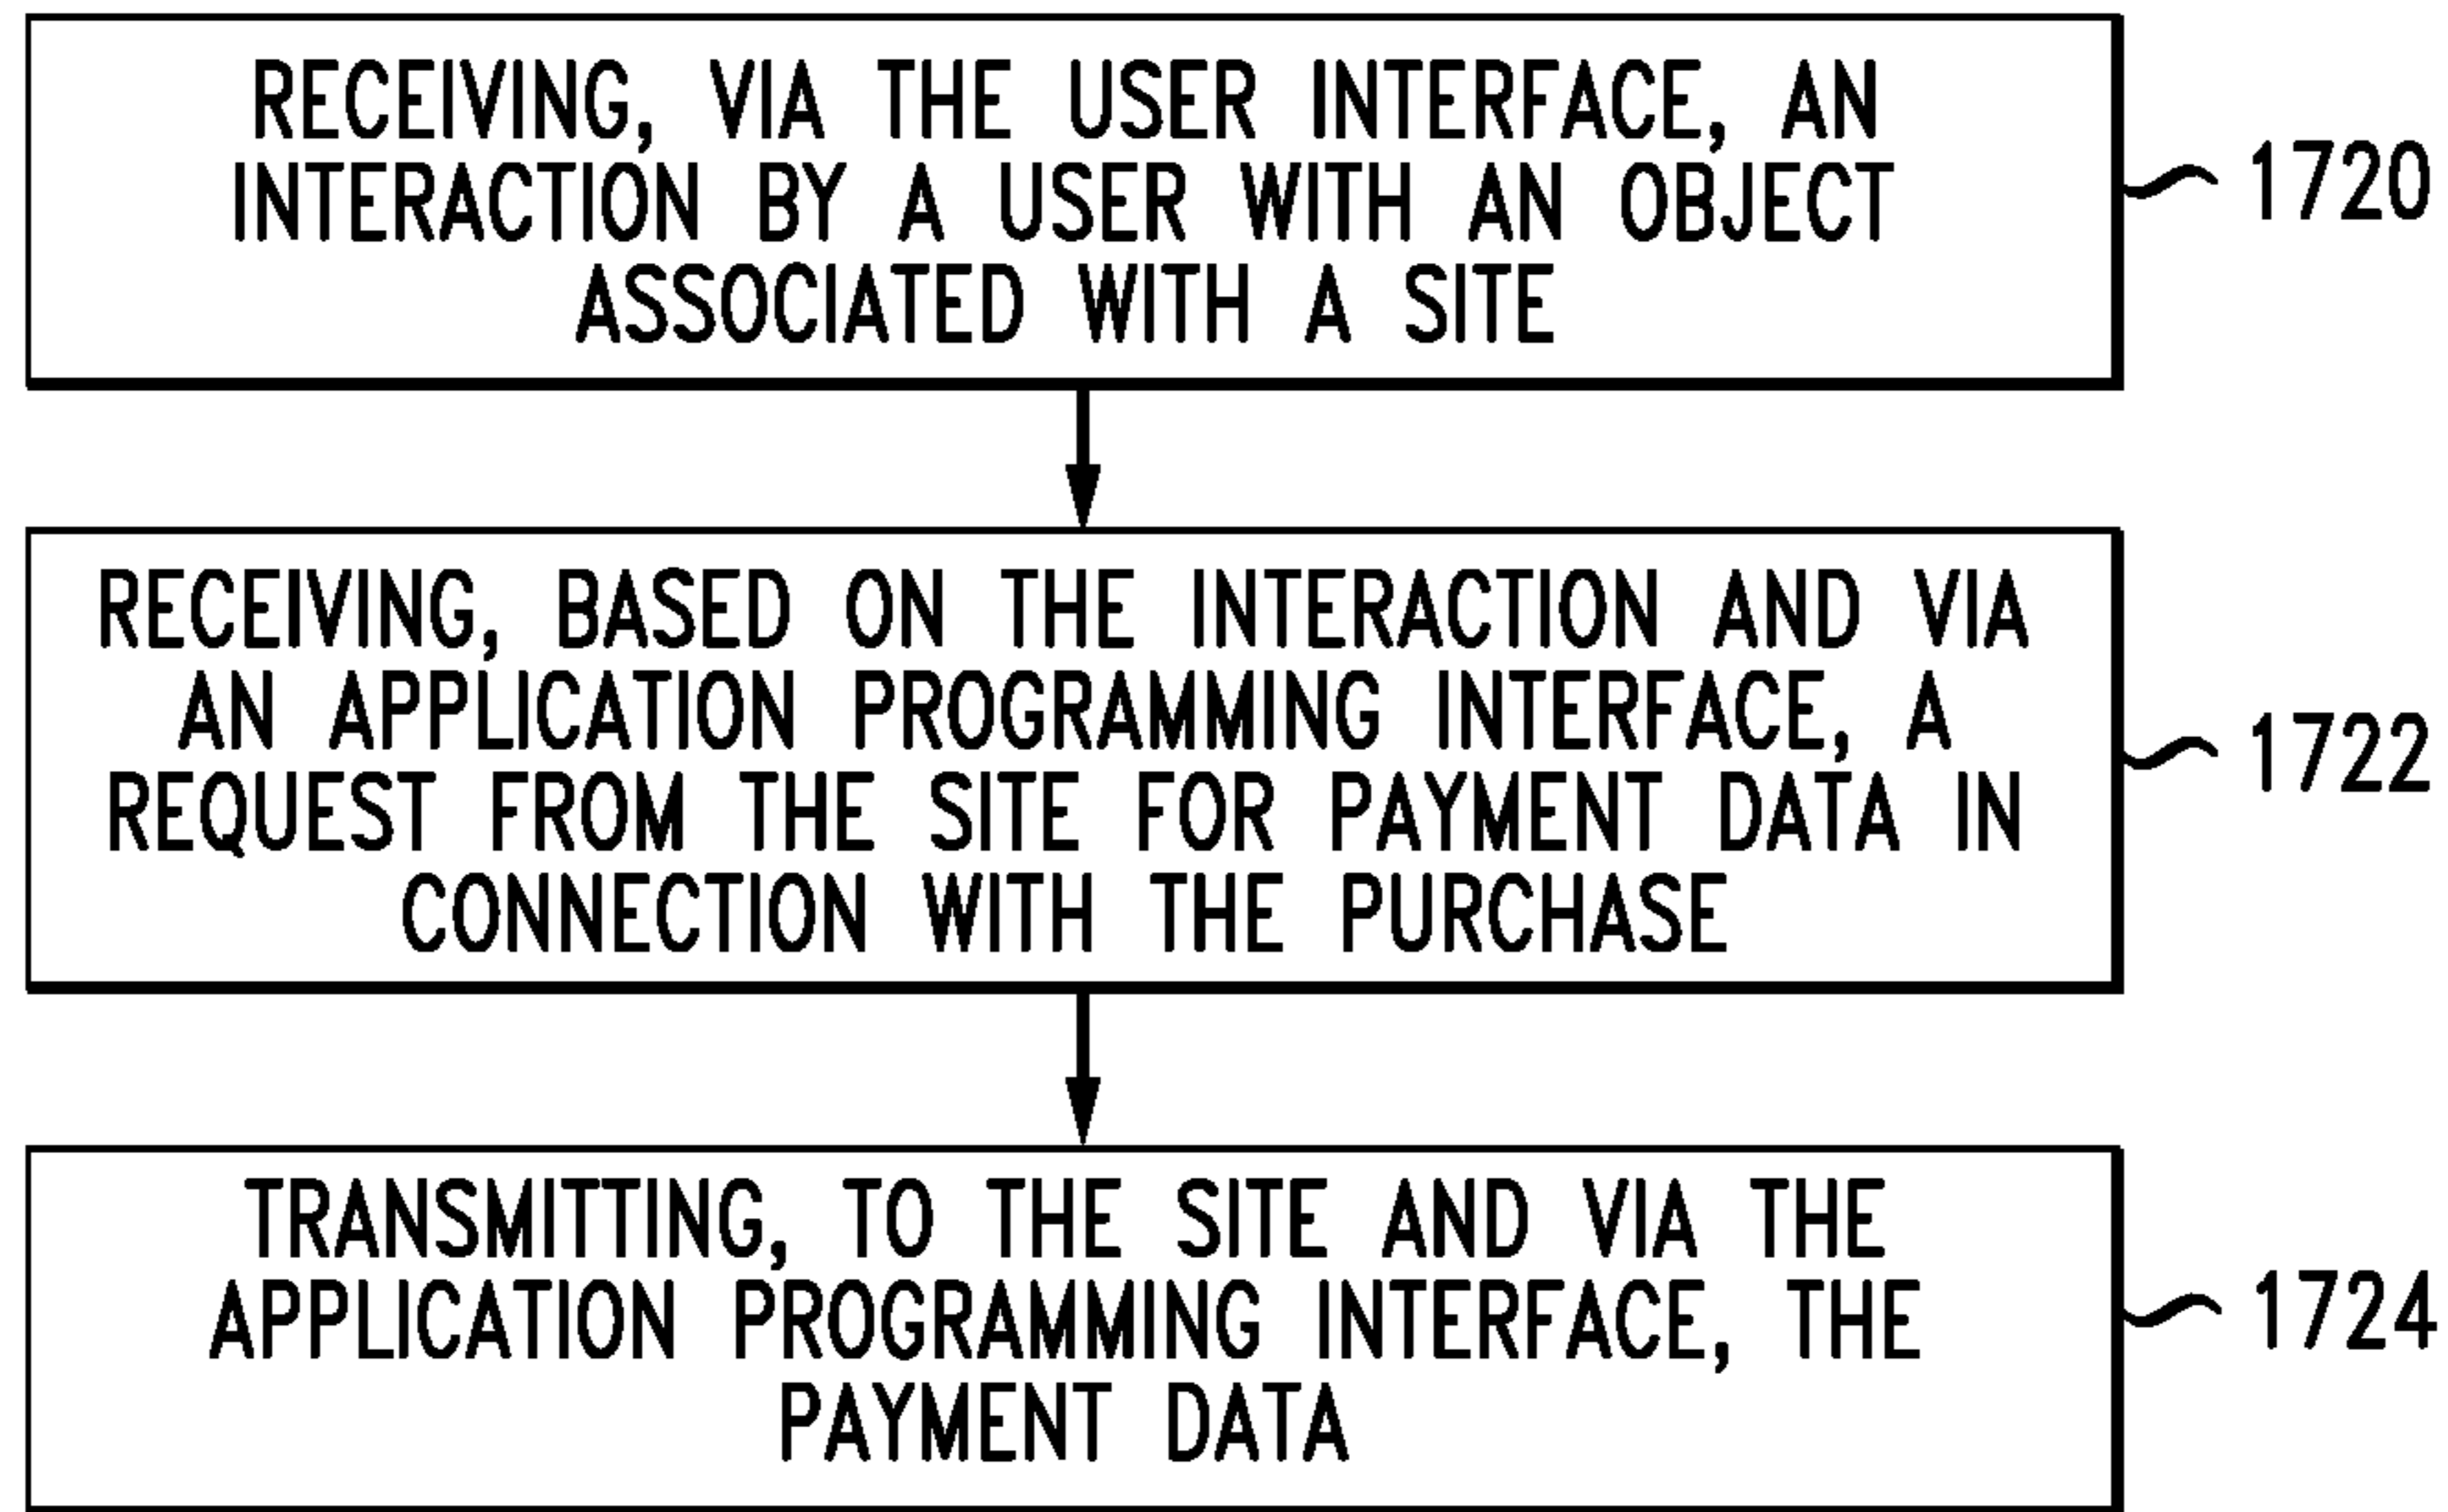 RECEIVING, VIA THE USER INTERFACE, AN
INTERACTION BY A USER WITH AN OBJECT
ASSOCIATED WITH A SITE
1720
RECEIVING, BASED ON THE INTERACTION AND VIA
AN APPLICATION PROGRAMMING INTERFACE, A
REQUEST FROM THE SITE FOR PAYMENT DATA IN
CONNECTION WITH THE PURCHASE
1722
TRANSMITTING, TO THE SITE AND VIA THE
APPLICATION PROGRAMMING INTERFACE, THE
PAYMENT DATA
1724